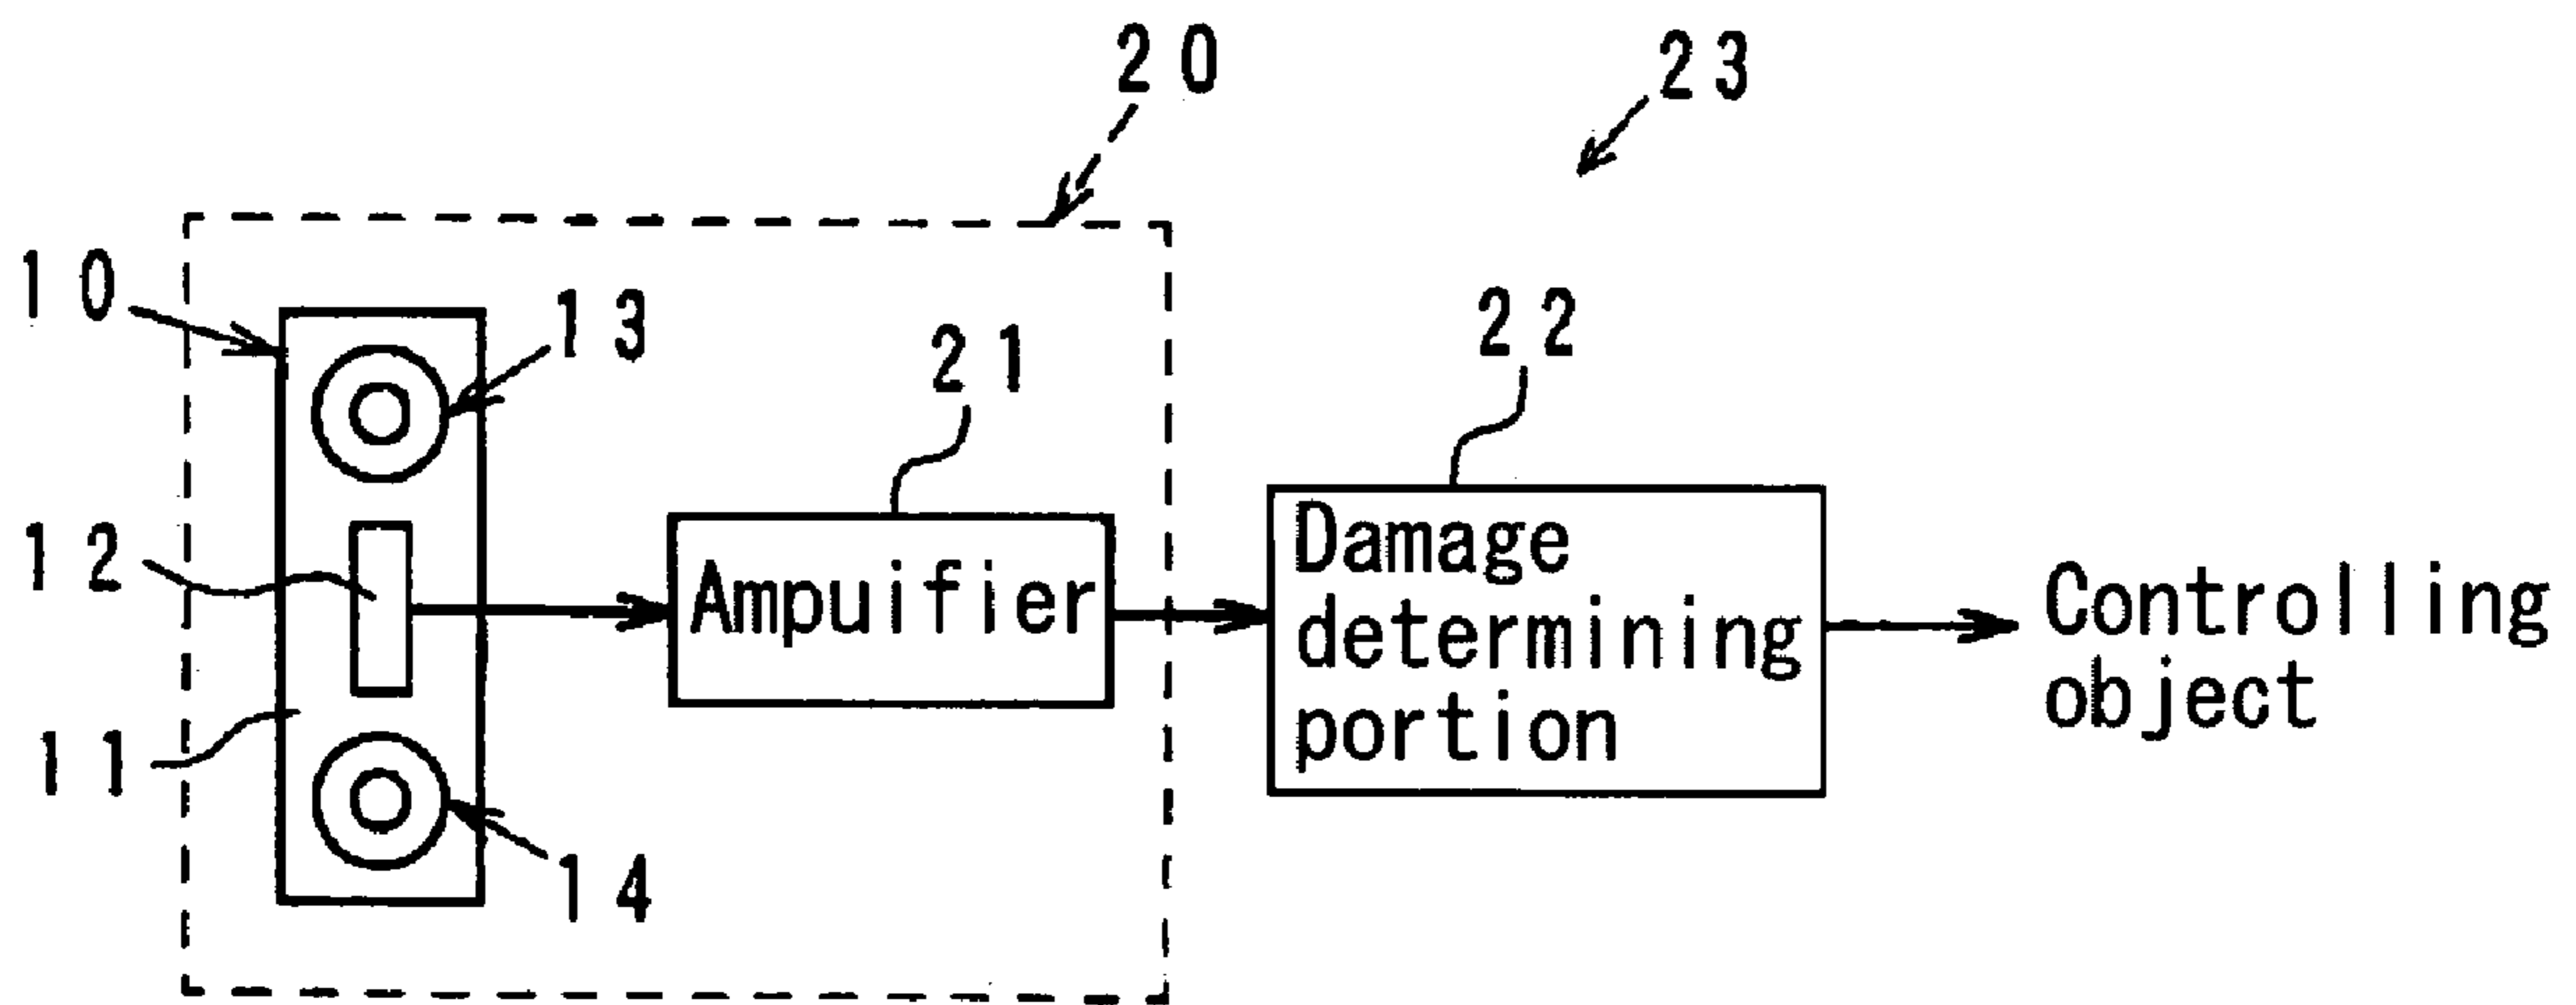 20
23
10
13
21
22
12
Ampuifier
Damage
determining
portion
Controlling
object
11
14